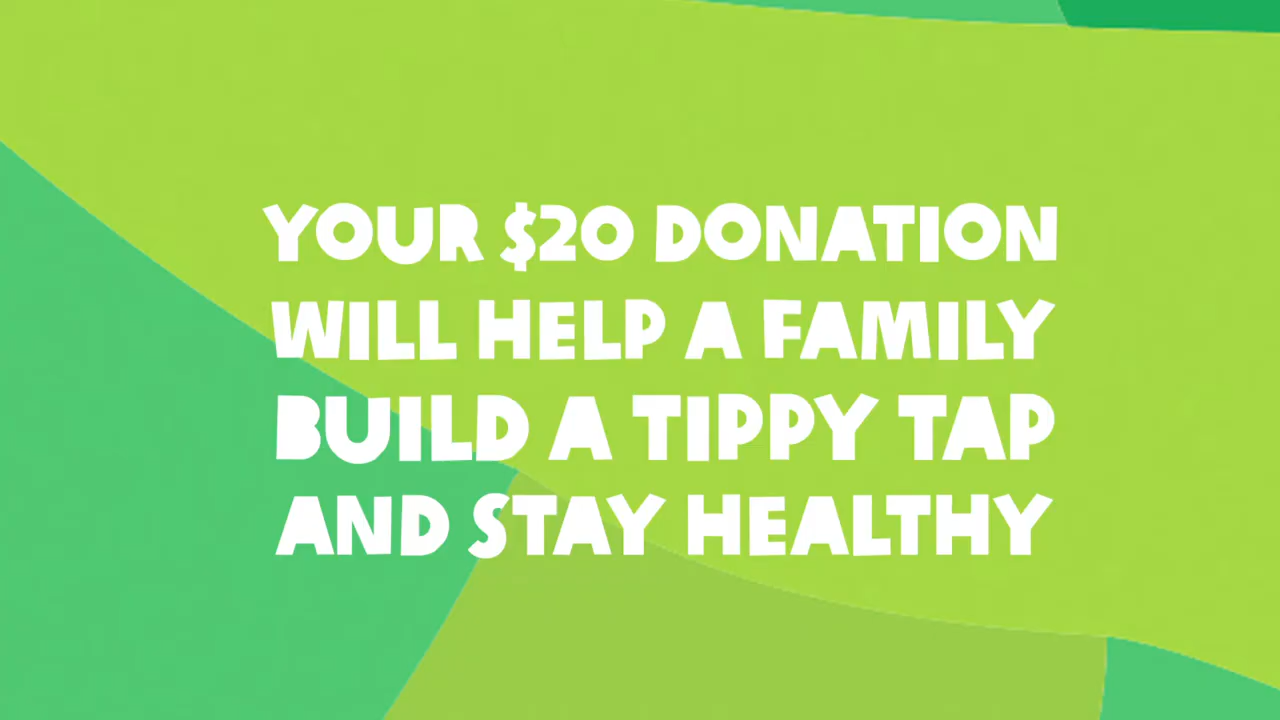 YOUR $20 DONATION
WILL HELP A FAMILY
BUILD A TIPPY TAP
AND STAY HEALTHY